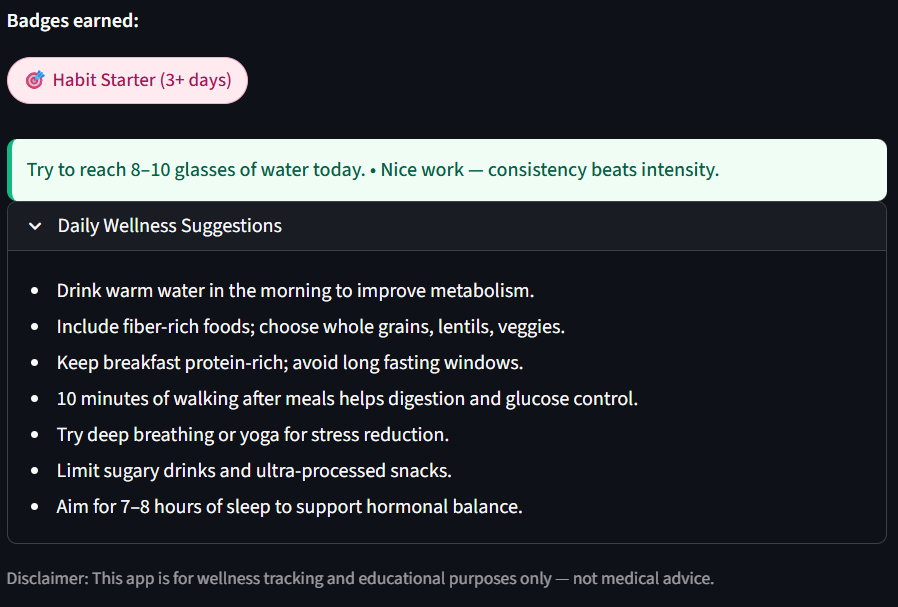 Badges earned:
🎯 Habit Starter (3+ days)
Try to reach 8–10 glasses of water today. • Nice work — consistency beats intensity.
Daily Wellness Suggestions
• Drink warm water in the morning to improve metabolism.
• Include fiber-rich foods; choose whole grains, lentils, veggies.
• Keep breakfast protein-rich; avoid long fasting windows.
• 10 minutes of walking after meals helps digestion and glucose control.
• Try deep breathing or yoga for stress reduction.
• Limit sugary drinks and ultra-processed snacks.
• Aim for 7–8 hours of sleep to support hormonal balance.
Disclaimer: This app is for wellness tracking and educational purposes only — not medical advice.